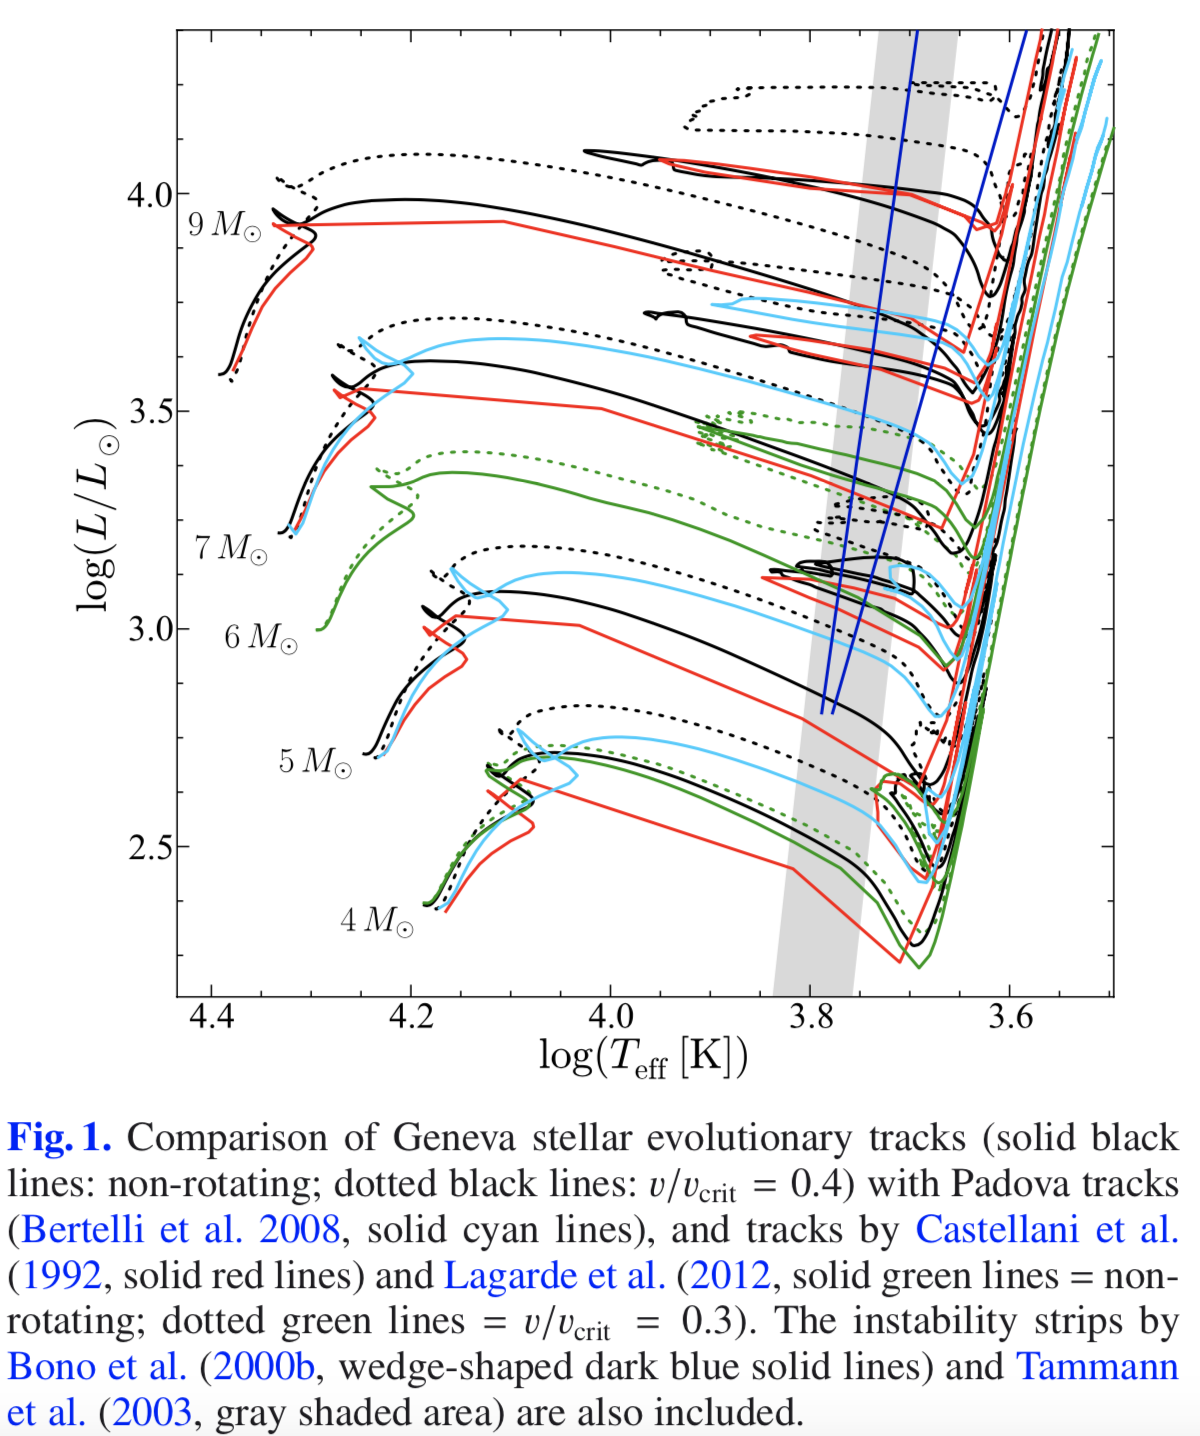 4.0
3.5
3.0
2.5
log(L/L⊙)
9 M⊙
7 M⊙
6 M⊙
5 M⊙
4 M⊙
4.4 4.2 4.0 3.8 3.6
log(Teff [K])
Fig. 1. Comparison of Geneva stellar evolutionary tracks (solid black
lines: non-rotating; dotted black lines: v/vcrit = 0.4) with Padova tracks
(Bertelli et al. 2008, solid cyan lines), and tracks by Castellani et al.
(1992, solid red lines) and Lagarde et al. (2012, solid green lines = non-
rotating; dotted green lines = v/vcrit = 0.3). The instability strips by
Bono et al. (2000b, wedge-shaped dark blue solid lines) and Tammann
et al. (2003, gray shaded area) are also included.